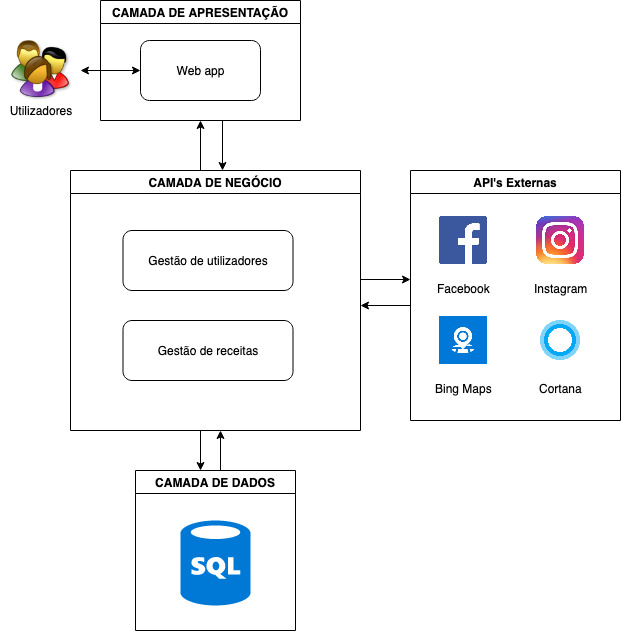 CAMADA DE APRESENTAÇÃO
Web app
Utilizadores
CAMADA DE NEGÓCIO
Gestão de utilizadores
Gestão de receitas
API's Externas
Facebook
Instagram
Bing Maps
Cortana
CAMADA DE DADOS
SQL